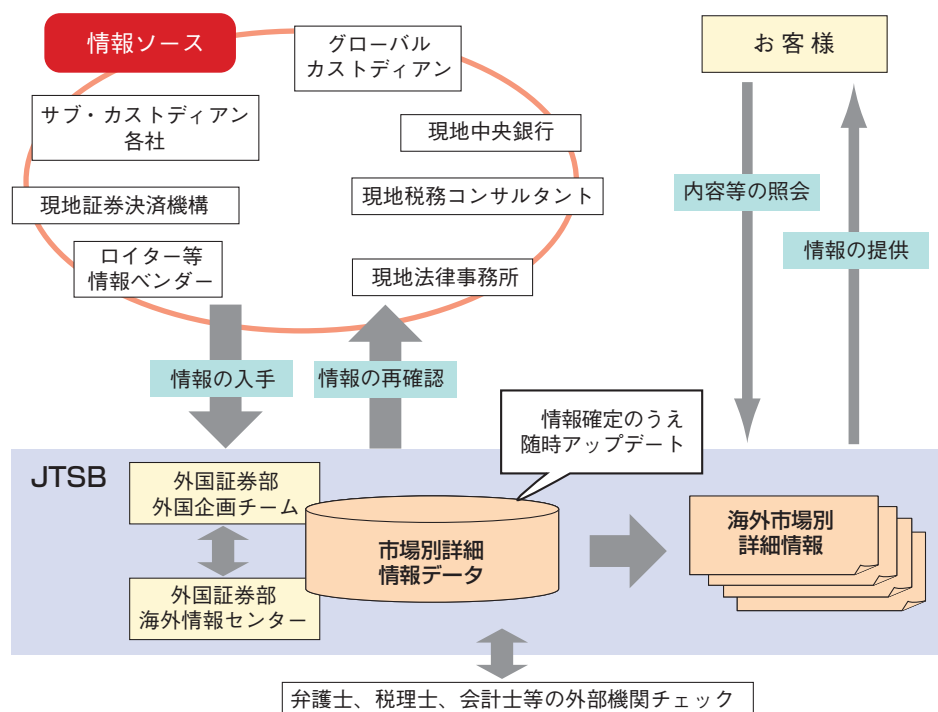 情報ソース
グローバル
カストディアン
お客様
サブ・カストディアン
各社
現地中央銀行
現地証券決済機構
現地税務コンサルタント
内容等の照会
ロイター等
情報ベンダー
現地法律事務所
情報の提供
情報の入手
情報の再確認
情報確定のうえ
随時アップデート
JTSB
外国証券部
外国企画チーム
市場別詳細
情報データ
海外市場別
詳細情報
外国証券部
海外情報センター
弁護士、税理士、会計士等の外部機関チェック